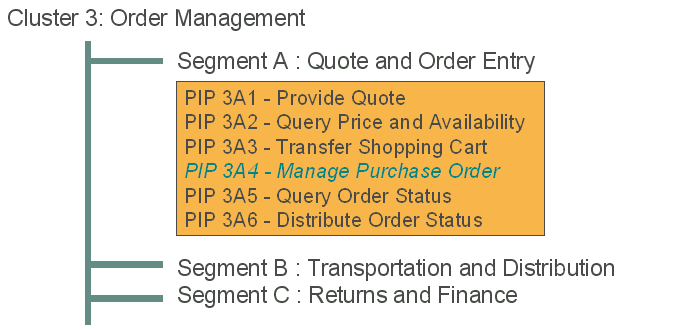 Cluster 3: Order Management
Segment A : Quote and Order Entry
PIP 3A1 - Provide Quote
PIP 3A2 - Query Price and Availability
PIP 3A3 - Transfer Shopping Cart
PIP 3A4 - Manage Purchase Order
PIP 3A5 - Query Order Status
PIP 3A6 - Distribute Order Status
Segment B : Transportation and Distribution
Segment C : Returns and Finance